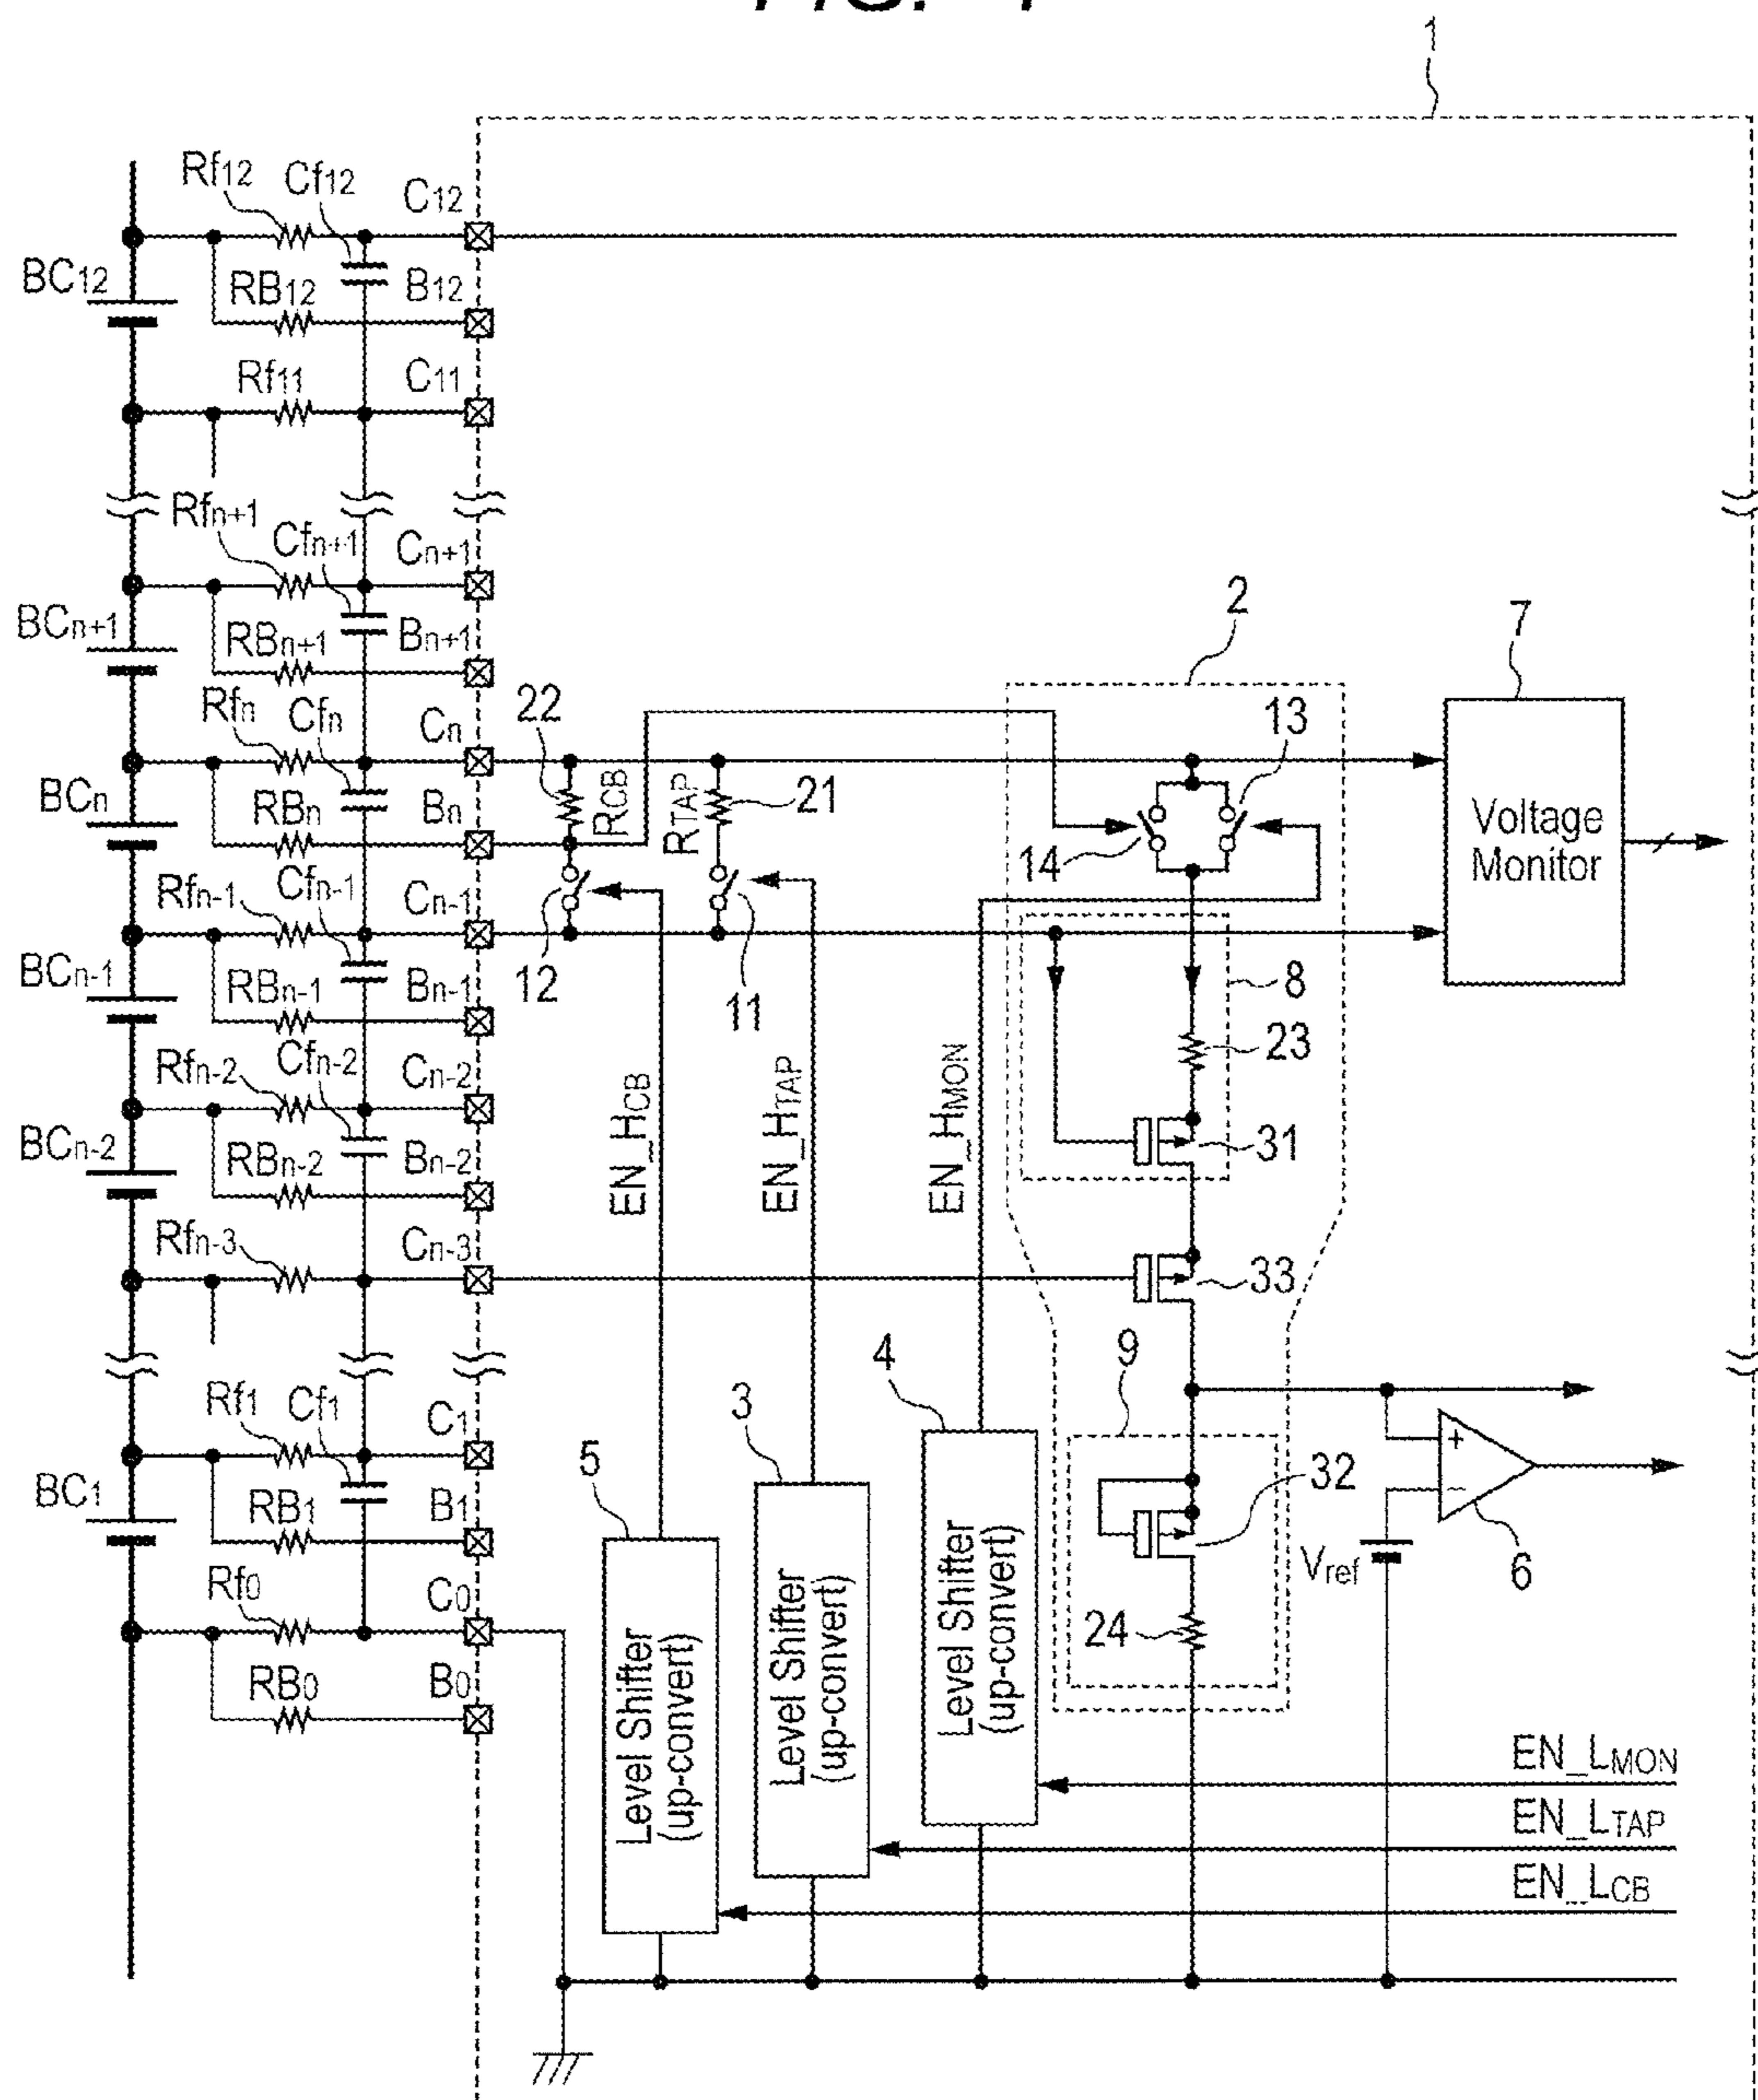 1
Rf12
Cf12
C12
BC12
RB12
B12
Rf11
C11
Rfn+1
Cfn+1
Cn+1
BCn+1
RBn+1
Bn+1
2
7
Rfn
Cfn
Cn
22
13
BCn
RBn
Bn
RCB
RTAP
21
14
Voltage
Monitor
Rfn-1
Cfn-1
Cn-1
12
11
8
BCn-1
RBn-1
Bn-1
23
Rfn-2
Cfn-2
Cn-2
EN_HCB
EN_HTAP
EN_HMON
31
BCn-2
RBn-2
Bn-2
Rfn-3
Cn-3
33
9
4
3
5
Rf1
Cf1
C1
BC1
RB1
B1
32
Vref
6
Rf0
C0
RB0
B0
24
Level Shifter
(up-convert)
Level Shifter
(up-convert)
Level Shifter
(up-convert)
+
−
EN_LMON
EN_LTAP
EN_LCB